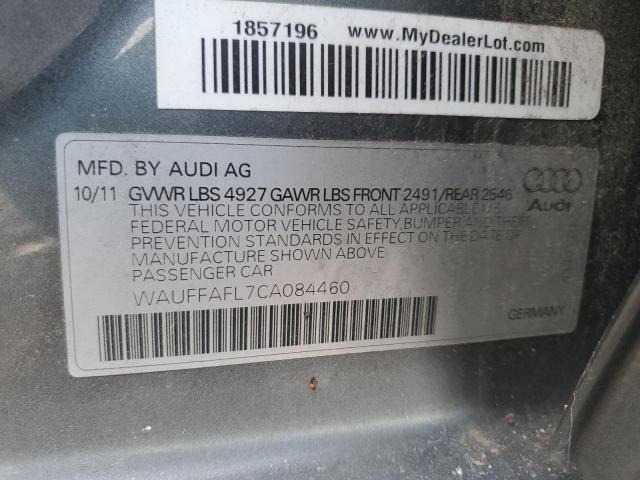 1857196 www.MyDealerLot.com
MFD. BY AUDI AG
10/11 GVWR LBS 4927 GAWR LBS FRONT 2491/REAR 2546
THIS VEHICLE CONFORMS TO ALL APPLICABLE US
FEDERAL MOTOR VEHICLE SAFETY, BUMPER AND THEFT
PREVENTION STANDARDS IN EFFECT ON THE DATE OF
MANUFACTURE SHOWN ABOVE
PASSENGER CAR
WAUFFAFL7CA084460
Audi
GERMANY